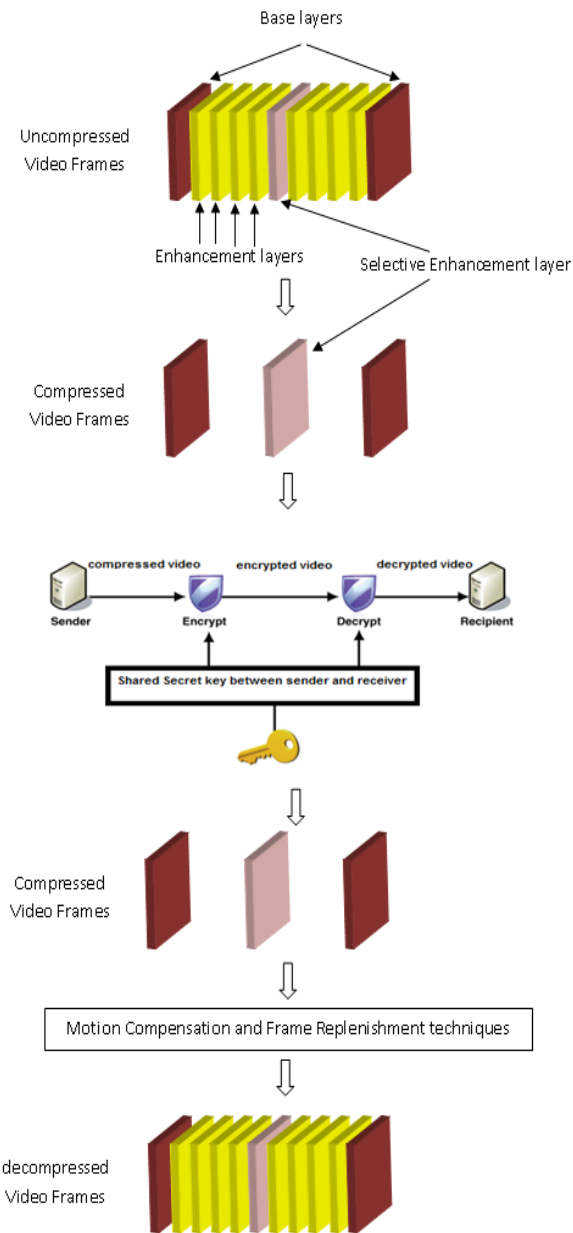 Base layers
Uncompressed
Video Frames
Enhancement layers
Selective Enhancement layer
Compressed
Video Frames
compressed video
encrypted video
decrypted video
Sender
Encrypt
Decrypt
Recipient
Shared Secret key between sender and receiver
Compressed
Video Frames
Motion Compensation and Frame Replenishment techniques
decompressed
Video Frames